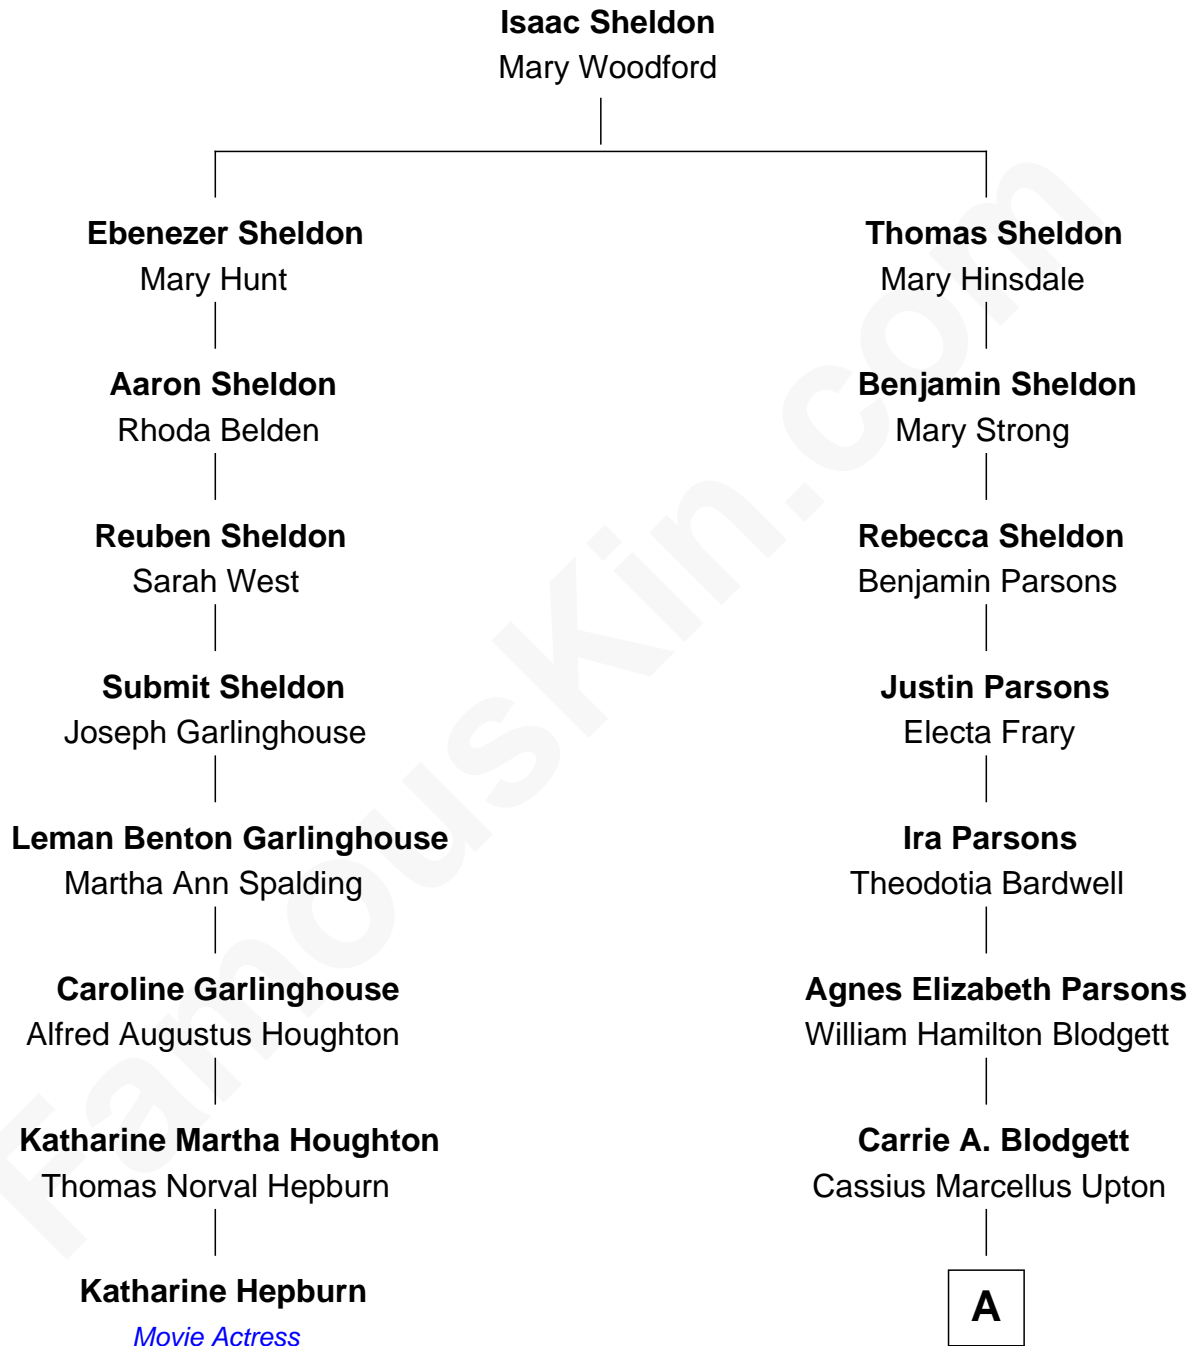 Isaac Sheldon
Mary Woodford
Ebenezer Sheldon
Mary Hunt
Thomas Sheldon
Mary Hinsdale
Aaron Sheldon
Rhoda Belden
Benjamin Sheldon
Mary Strong
Reuben Sheldon
Sarah West
Rebecca Sheldon
Benjamin Parsons
Submit Sheldon
Joseph Garlinghouse
Justin Parsons
Electa Frary
Leman Benton Garlinghouse
Martha Ann Spalding
Ira Parsons
Theodotia Bardwell
Caroline Garlinghouse
Alfred Augustus Houghton
Agnes Elizabeth Parsons
William Hamilton Blodgett
Katharine Martha Houghton
Thomas Norval Hepburn
Carrie A. Blodgett
Cassius Marcellus Upton
Katharine Hepburn
Movie Actress
A
FamousKin.com